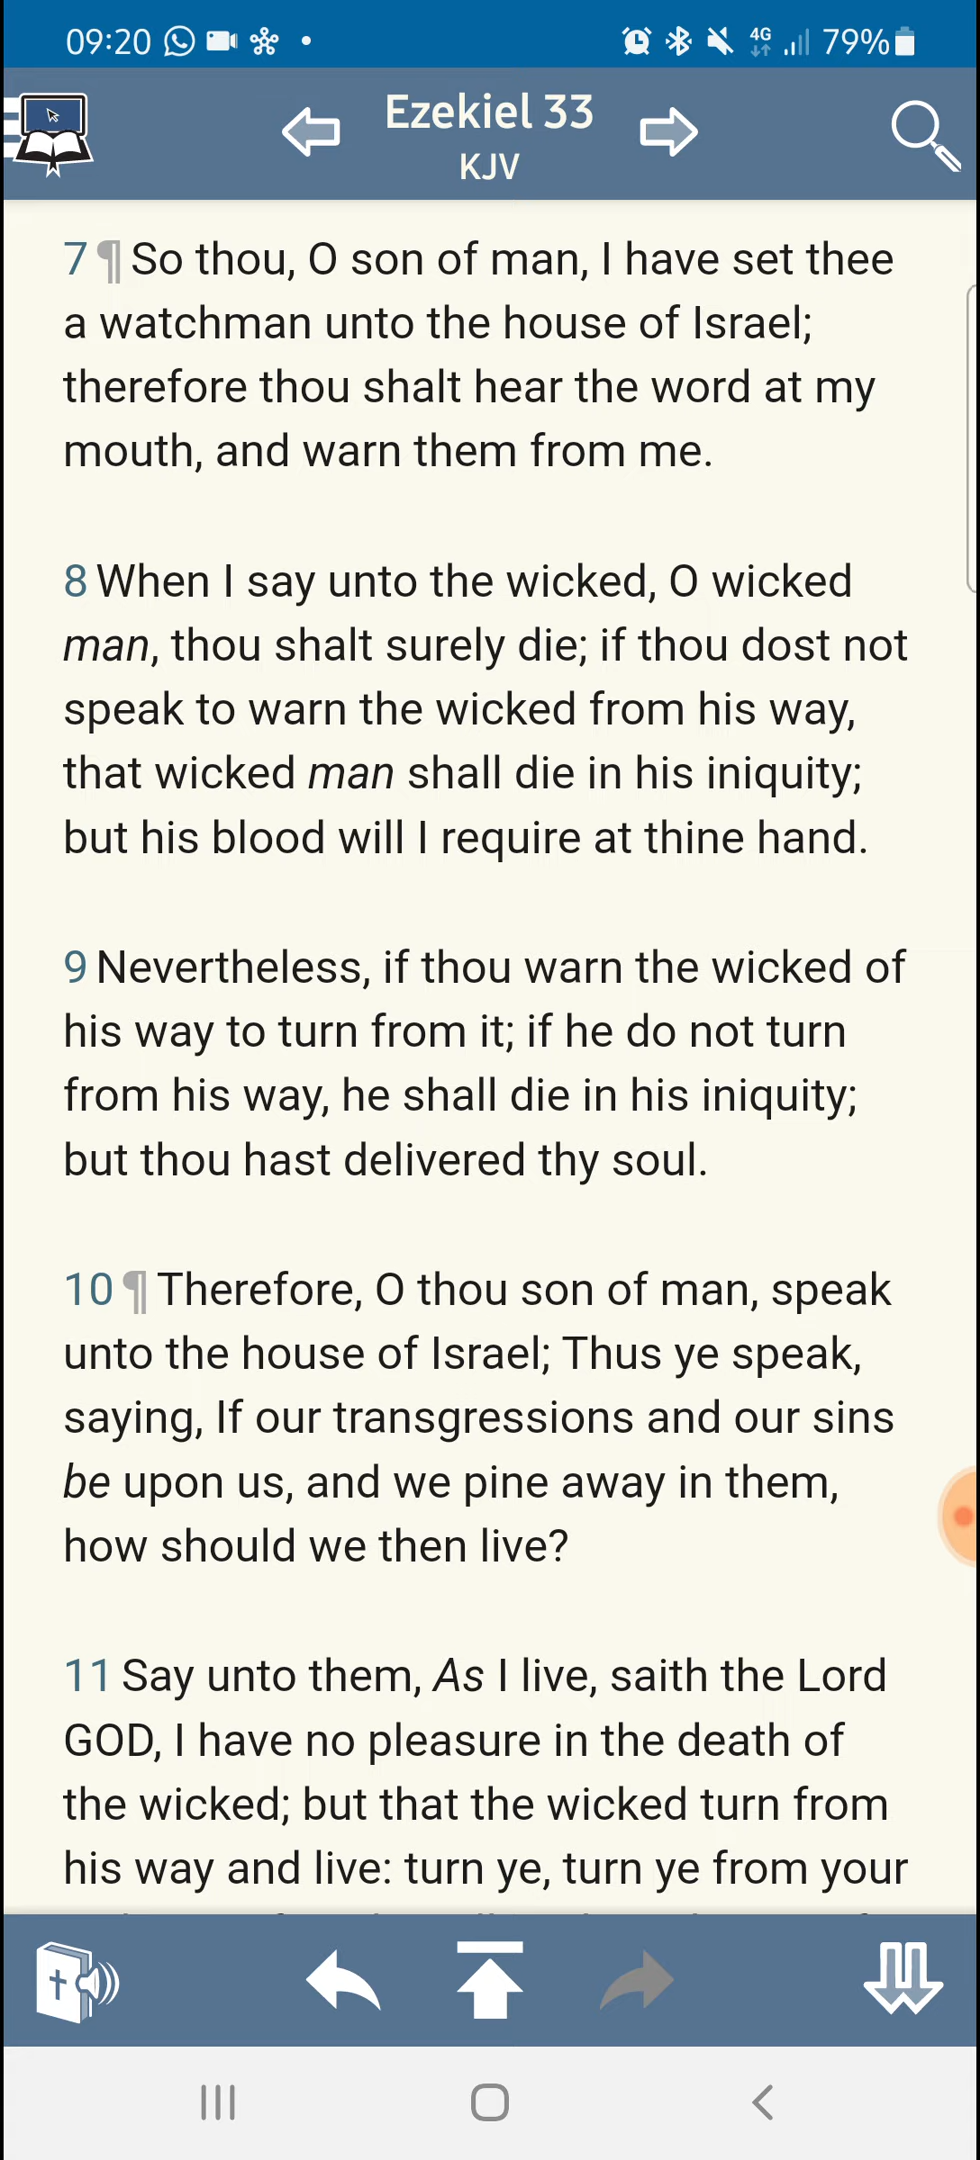 09:20
4G
79%
Ezekiel 33
KJV
7 ¶ So thou, O son of man, I have set thee
a watchman unto the house of Israel;
therefore thou shalt hear the word at my
mouth, and warn them from me.
8 When I say unto the wicked, O wicked
man, thou shalt surely die; if thou dost not
speak to warn the wicked from his way,
that wicked man shall die in his iniquity;
but his blood will I require at thine hand.
9 Nevertheless, if thou warn the wicked of
his way to turn from it; if he do not turn
from his way, he shall die in his iniquity;
but thou hast delivered thy soul.
10 ¶ Therefore, O thou son of man, speak
unto the house of Israel; Thus ye speak,
saying, If our transgressions and our sins
be upon us, and we pine away in them,
how should we then live?
11 Say unto them, As I live, saith the Lord
GOD, I have no pleasure in the death of
the wicked; but that the wicked turn from
his way and live: turn ye, turn ye from your